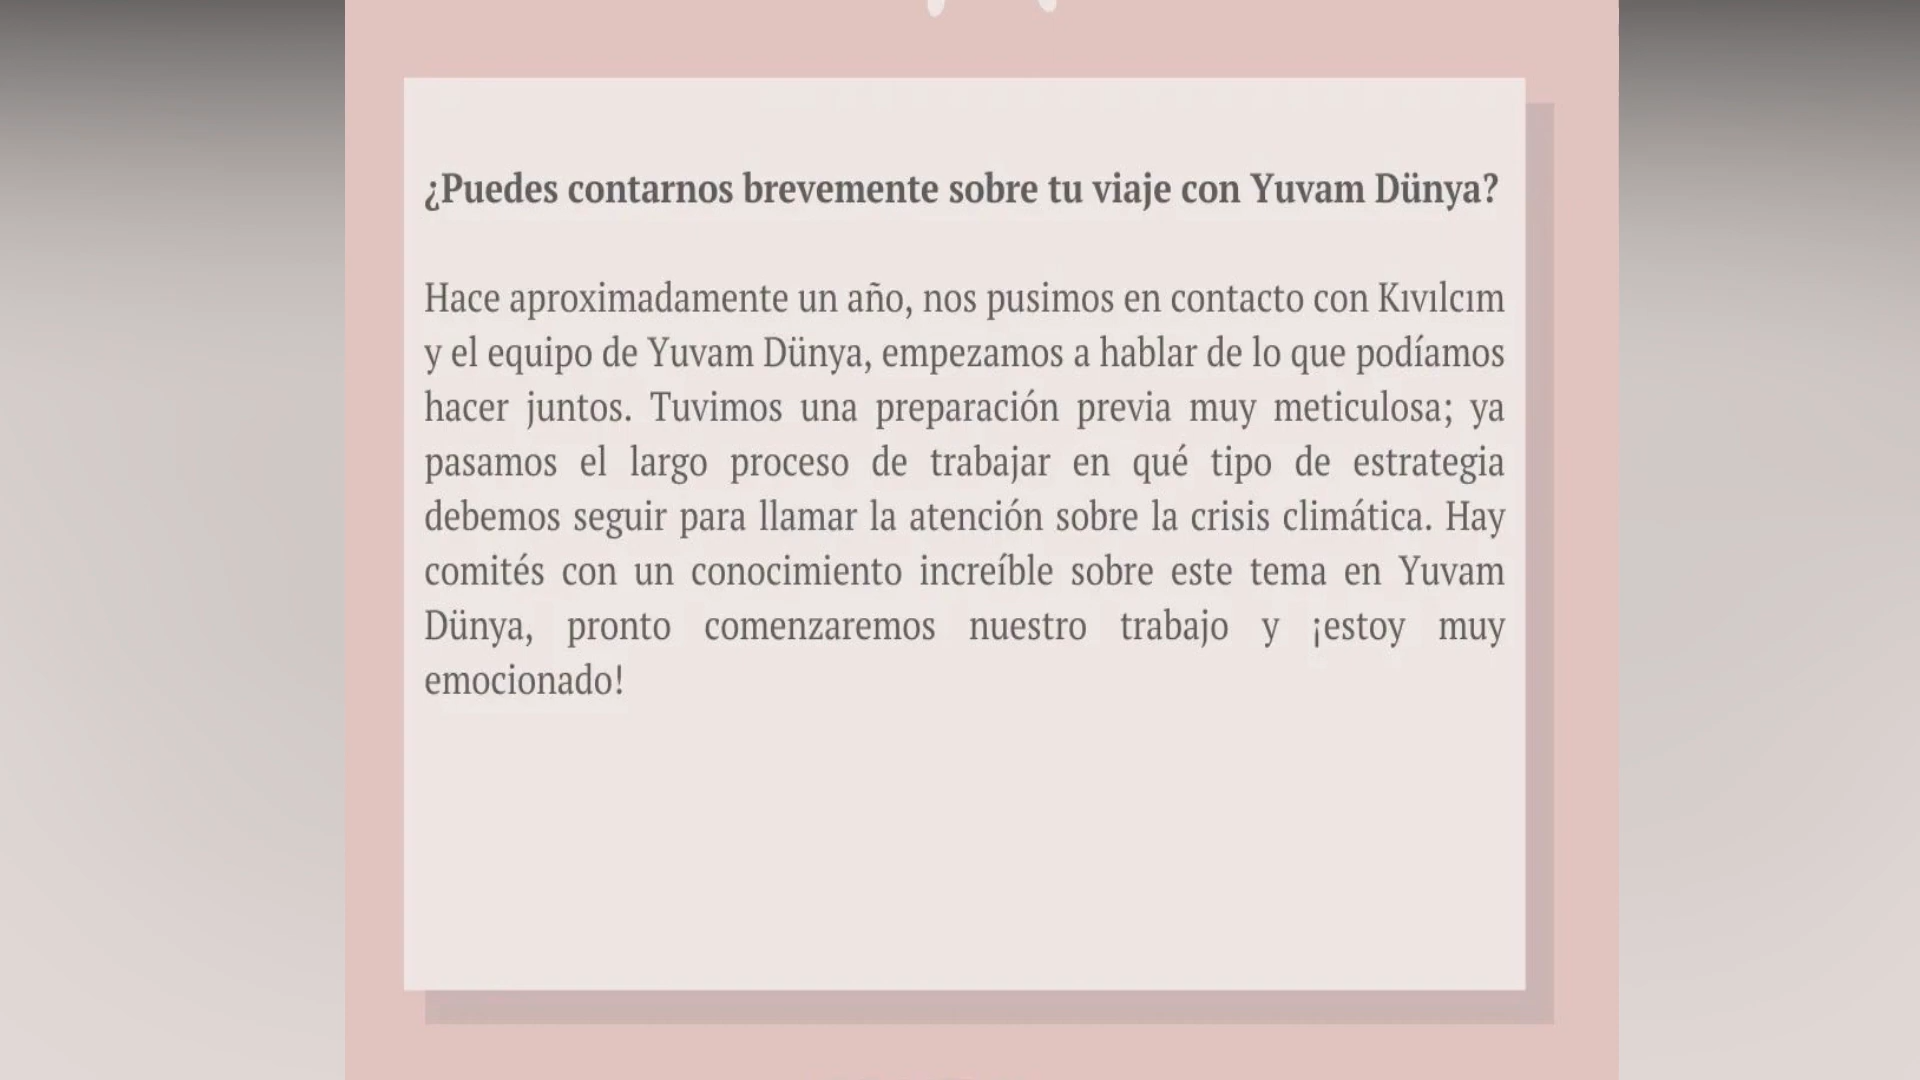 ¿Puedes contarnos brevemente sobre tu viaje con Yuvam Dünya?
Hace aproximadamente un año, nos pusimos en contacto con Kıvılcım
y el equipo de Yuvam Dünya, empezamos a hablar de lo que podíamos
hacer juntos. Tuvimos una preparación previa muy meticulosa; ya
pasamos el largo proceso de trabajar en qué tipo de estrategia
debemos seguir para llamar la atención sobre la crisis climática. Hay
comités con un conocimiento increíble sobre este tema en Yuvam
Dünya, pronto comenzaremos nuestro trabajo y ¡estoy muy
emocionado!